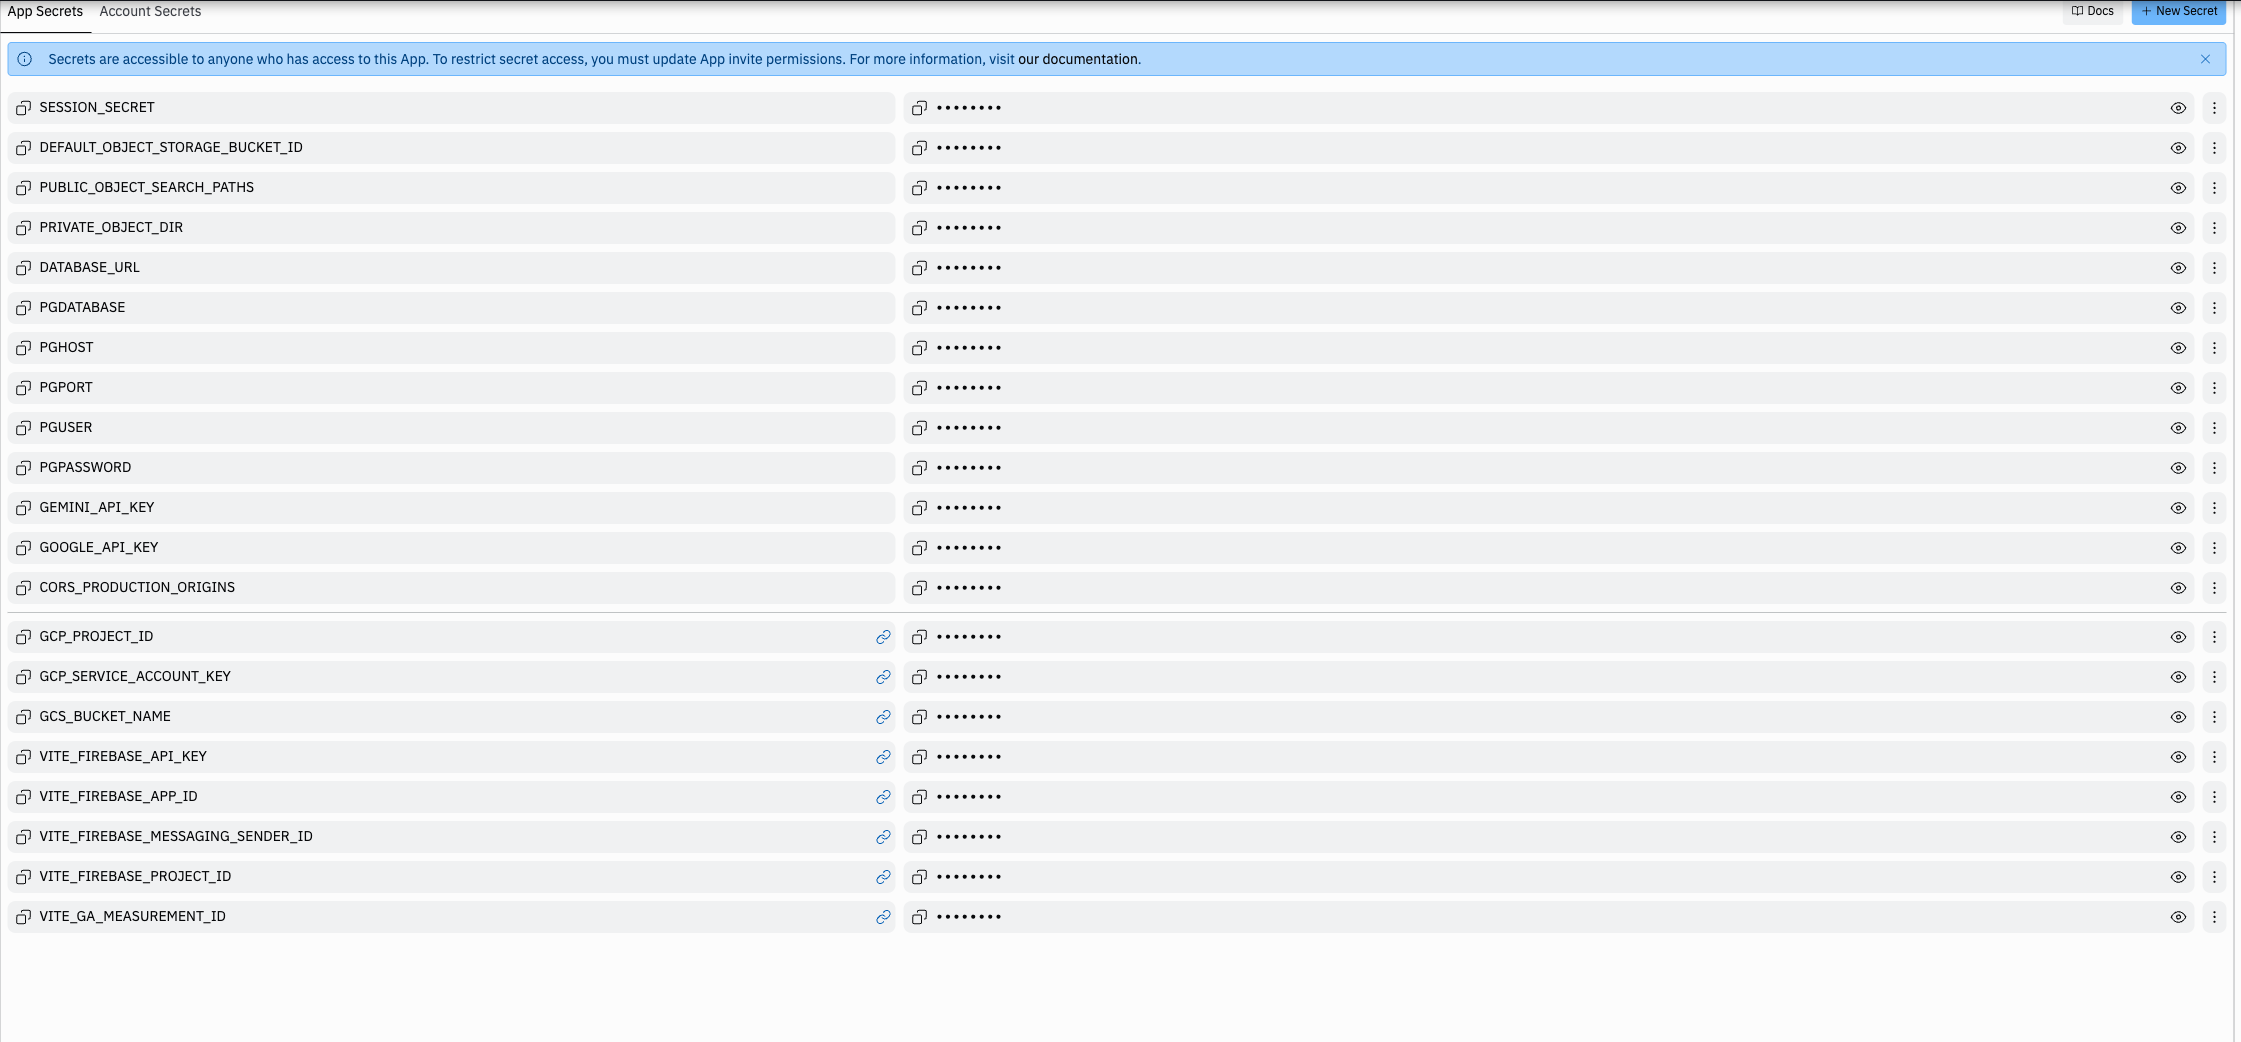 App Secrets Account Secrets Docs + New Secret
Secrets are accessible to anyone who has access to this App. To restrict secret access, you must update App invite permissions. For more information, visit our documentation.
SESSION_SECRET ••••••••
DEFAULT_OBJECT_STORAGE_BUCKET_ID ••••••••
PUBLIC_OBJECT_SEARCH_PATHS ••••••••
PRIVATE_OBJECT_DIR ••••••••
DATABASE_URL ••••••••
PGDATABASE ••••••••
PGHOST ••••••••
PGPORT ••••••••
PGUSER ••••••••
PGPASSWORD ••••••••
GEMINI_API_KEY ••••••••
GOOGLE_API_KEY ••••••••
CORS_PRODUCTION_ORIGINS ••••••••
GCP_PROJECT_ID ••••••••
GCP_SERVICE_ACCOUNT_KEY ••••••••
GCS_BUCKET_NAME ••••••••
VITE_FIREBASE_API_KEY ••••••••
VITE_FIREBASE_APP_ID ••••••••
VITE_FIREBASE_MESSAGING_SENDER_ID ••••••••
VITE_FIREBASE_PROJECT_ID ••••••••
VITE_GA_MEASUREMENT_ID ••••••••